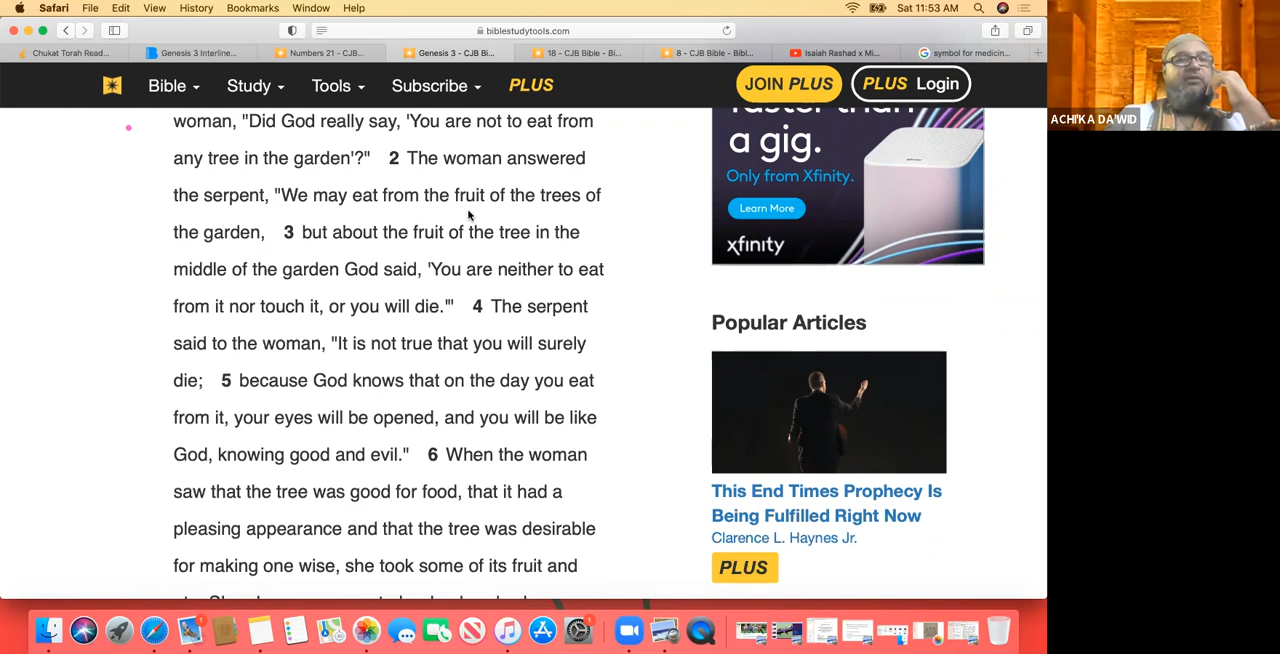 Safari File Edit View History Bookmarks Window Help
Sat 11:53 AM
biblestudytools.com
Chukat Torah Read...
Genesis 3 Interline...
Numbers 21 - CJB...
Genesis 3 - CJB Bi...
18 - CJB Bible - Bi...
8 - CJB Bible - Bibl...
Isaiah Rashad x Mi...
symbol for medicin...
Bible Study Tools Subscribe PLUS
JOIN PLUS
PLUS Login
ACHI'KA DA'WID
woman, "Did God really say, 'You are not to eat from
any tree in the garden'?" 2 The woman answered
the serpent, "We may eat from the fruit of the trees of
the garden, 3 but about the fruit of the tree in the
middle of the garden God said, 'You are neither to eat
from it nor touch it, or you will die.'" 4 The serpent
said to the woman, "It is not true that you will surely
die; 5 because God knows that on the day you eat
from it, your eyes will be opened, and you will be like
God, knowing good and evil." 6 When the woman
saw that the tree was good for food, that it had a
pleasing appearance and that the tree was desirable
for making one wise, she took some of its fruit and
faster than
a gig.
Only from Xfinity.
Learn More
xfinity
Popular Articles
This End Times Prophecy Is
Being Fulfilled Right Now
Clarence L. Haynes Jr.
PLUS